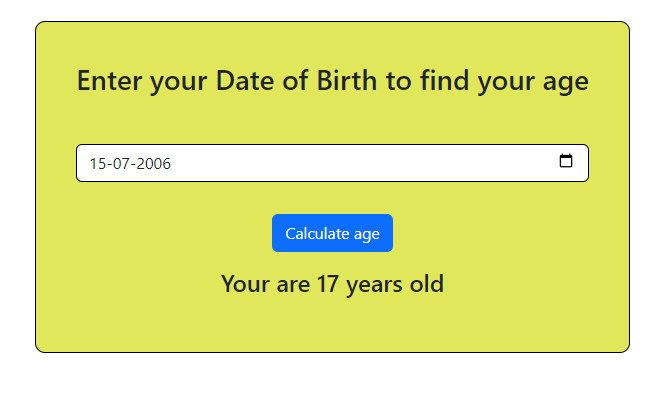 Enter your Date of Birth to find your age
15-07-2006
Calculate age
Your are 17 years old